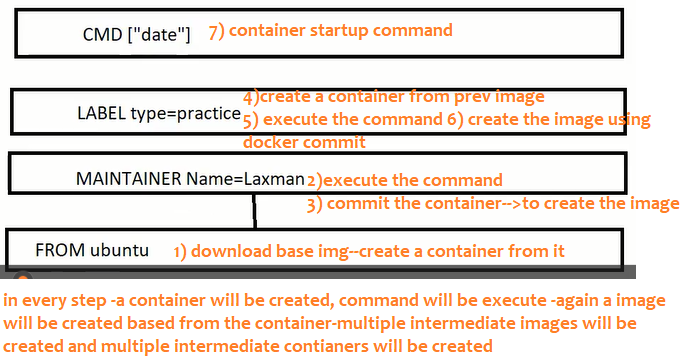 CMD ["date"] 7) container startup command
4)create a container from prev image
LABEL type=practice 5) execute the command 6) create the image using
docker commit
MAINTAINER Name=Laxman 2)execute the command
3) commit the container-->to create the image
FROM ubuntu 1) download base img--create a container from it
in every step -a container will be created, command will be execute -again a image
will be created based from the container-multiple intermediate images will be
created and multiple intermediate contianers will be created